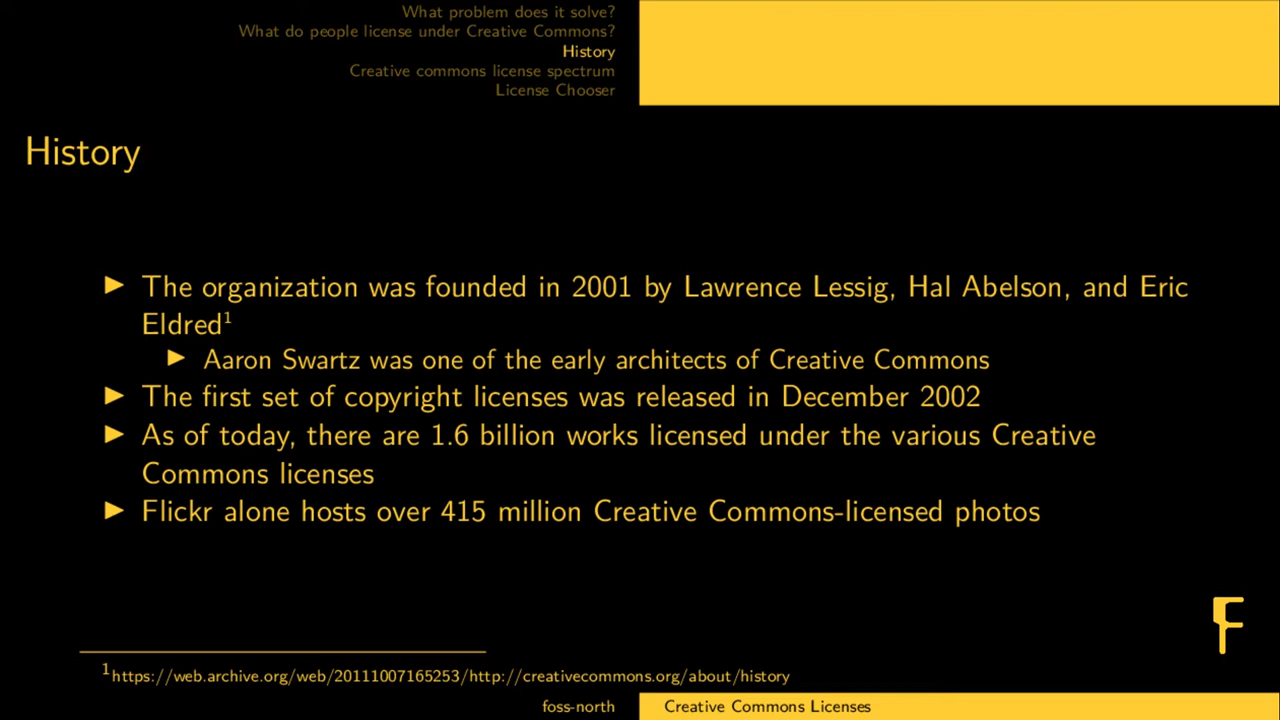 What problem does it solve?
What do people license under Creative Commons?
History
Creative commons license spectrum
License Chooser
History
▶ The organization was founded in 2001 by Lawrence Lessig, Hal Abelson, and Eric
Eldred¹
▶ Aaron Swartz was one of the early architects of Creative Commons
▶ The first set of copyright licenses was released in December 2002
▶ As of today, there are 1.6 billion works licensed under the various Creative
Commons licenses
▶ Flickr alone hosts over 415 million Creative Commons-licensed photos
¹https://web.archive.org/web/20111007165253/http://creativecommons.org/about/history
foss-north
Creative Commons Licenses